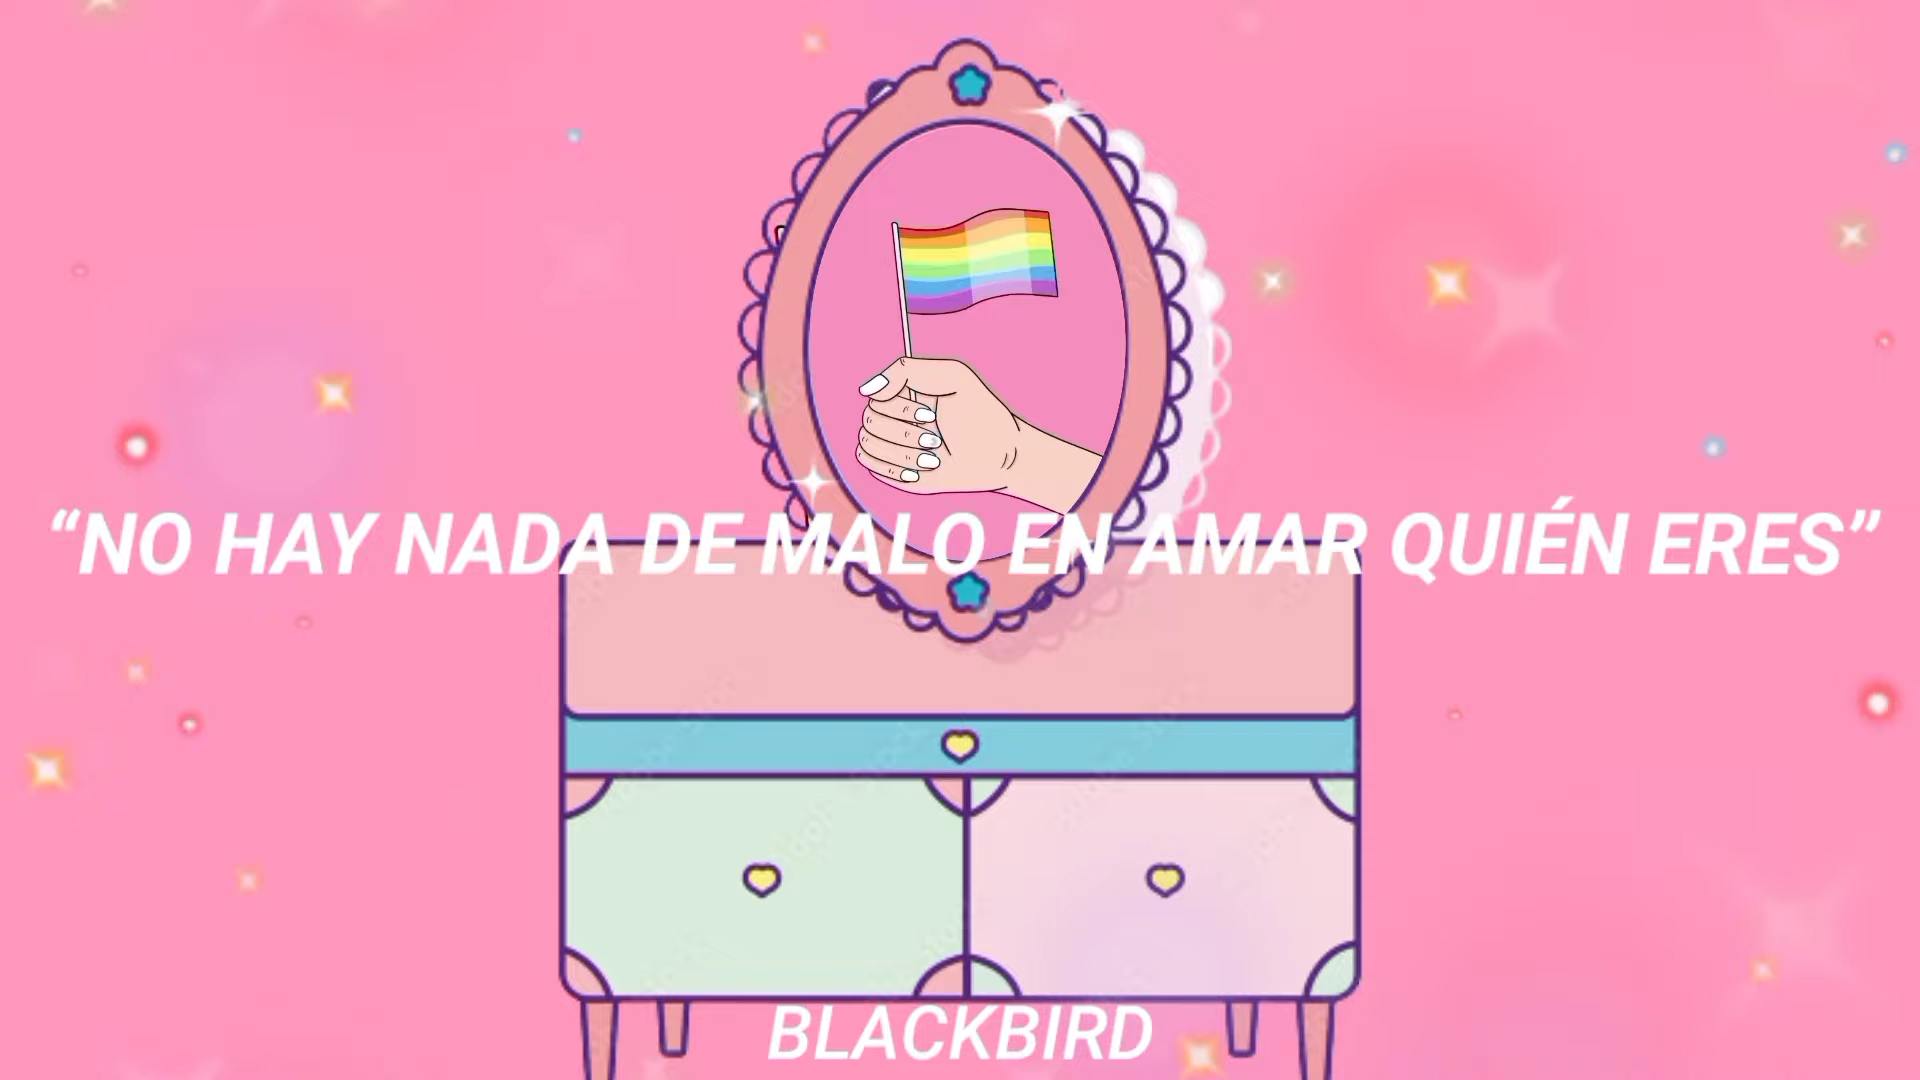 “NO HAY NADA DE MALO EN AMAR QUIÉN ERES”
BLACKBIRD